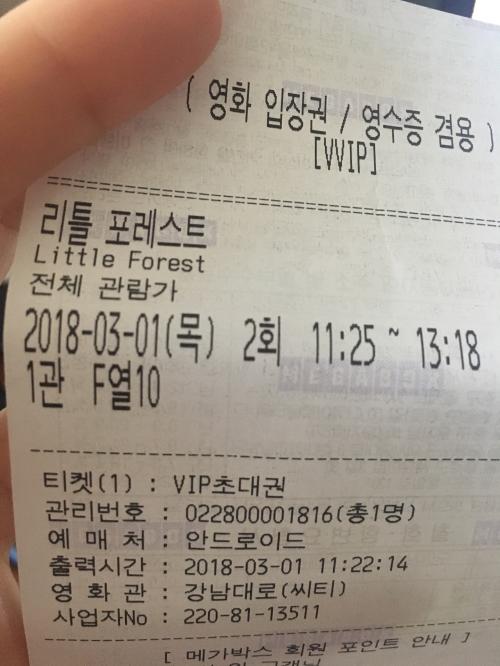 ( 영화 입장권 / 영수증 겸용 )
[VVIP]
리틀 포레스트
Little Forest
전체 관람가
2018-03-01(목) 2회 11:25 ~ 13:18
1관 F열10
티켓(1) : VIP초대권
관리번호 : 022800001816(총1명)
예 매 처 : 안드로이드
출력시간 : 2018-03-01 11:22:14
영 화 관 : 강남대로(씨티)
사업자No : 220-81-13511
[ 메가박스 회원 포인트 안내 ]